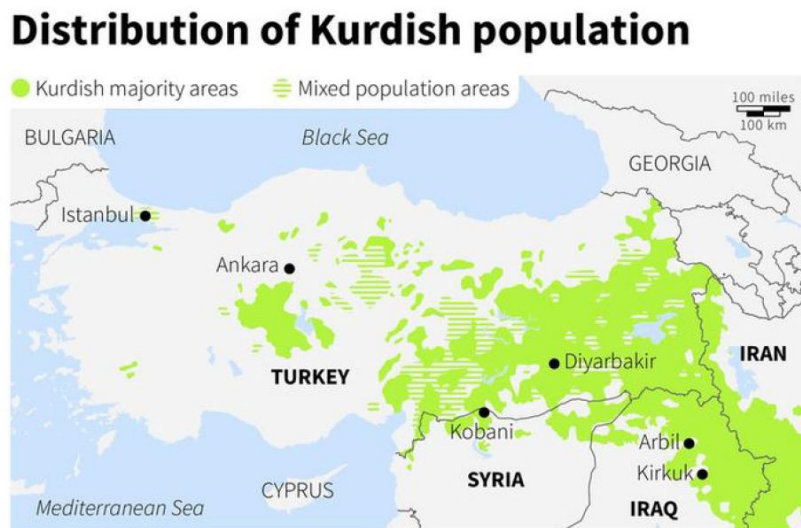 Distribution of Kurdish population
Kurdish majority areas
Mixed population areas
100 miles
100 km
BULGARIA
Black Sea
GEORGIA
Istanbul
Ankara
Diyarbakir
IRAN
TURKEY
Kobani
Arbil
Kirkuk
SYRIA
CYPRUS
IRAQ
Mediterranean Sea